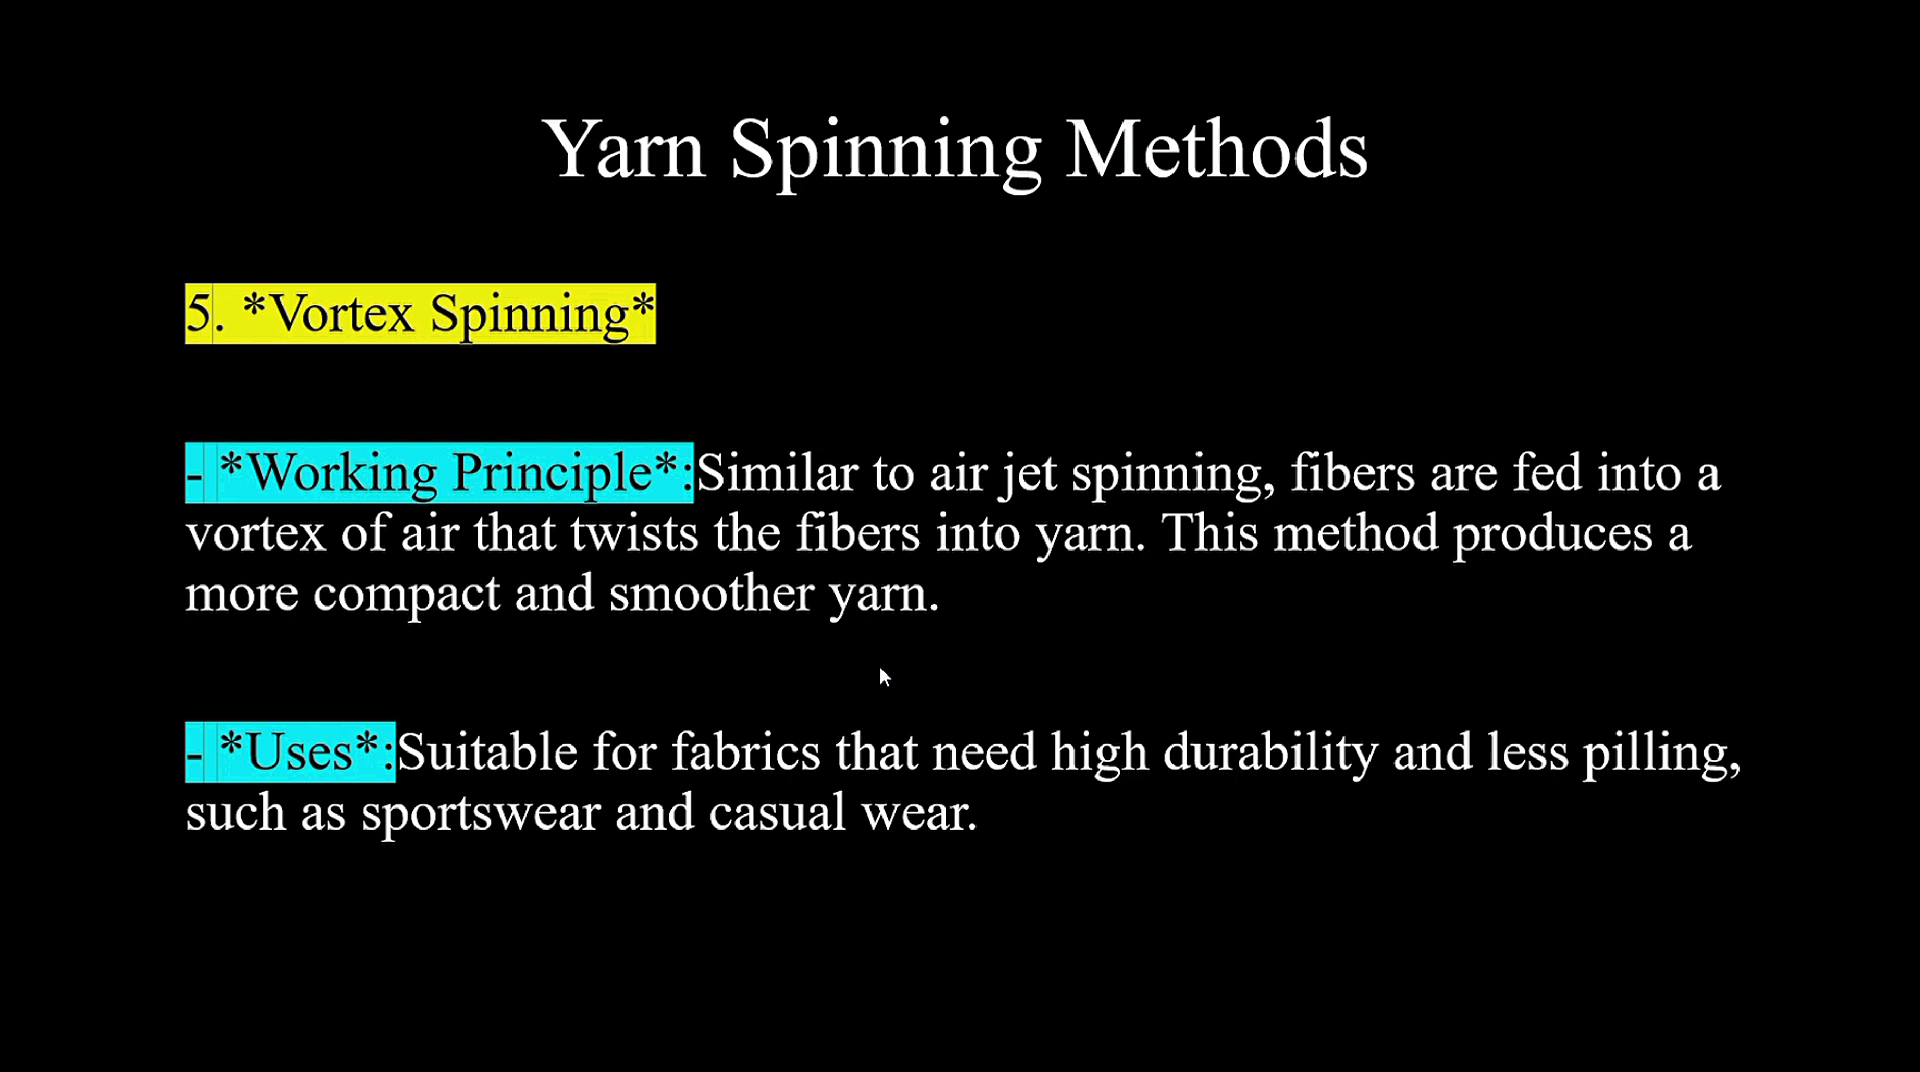 Yarn Spinning Methods
5. *Vortex Spinning*
- *Working Principle*:Similar to air jet spinning, fibers are fed into a
vortex of air that twists the fibers into yarn. This method produces a
more compact and smoother yarn.
- *Uses*:Suitable for fabrics that need high durability and less pilling,
such as sportswear and casual wear.